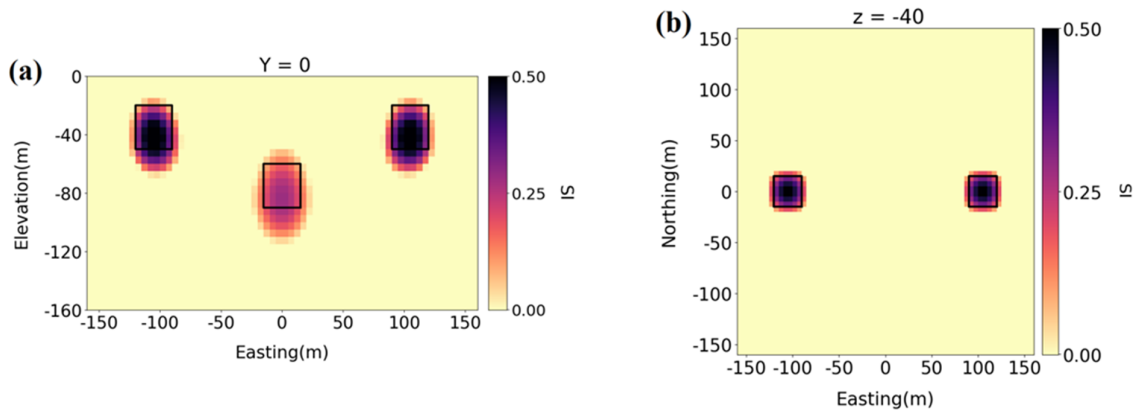 (a)
Y = 0
0
-40
-80
-120
-160
Elevation(m)
-150 -100 -50 0 50 100 150
Easting(m)
0.50
0.25
0.00
SI
(b)
z = -40
150
100
50
0
-50
-100
-150
Northing(m)
-150 -100 -50 0 50 100 150
Easting(m)
0.50
0.25
0.00
SI